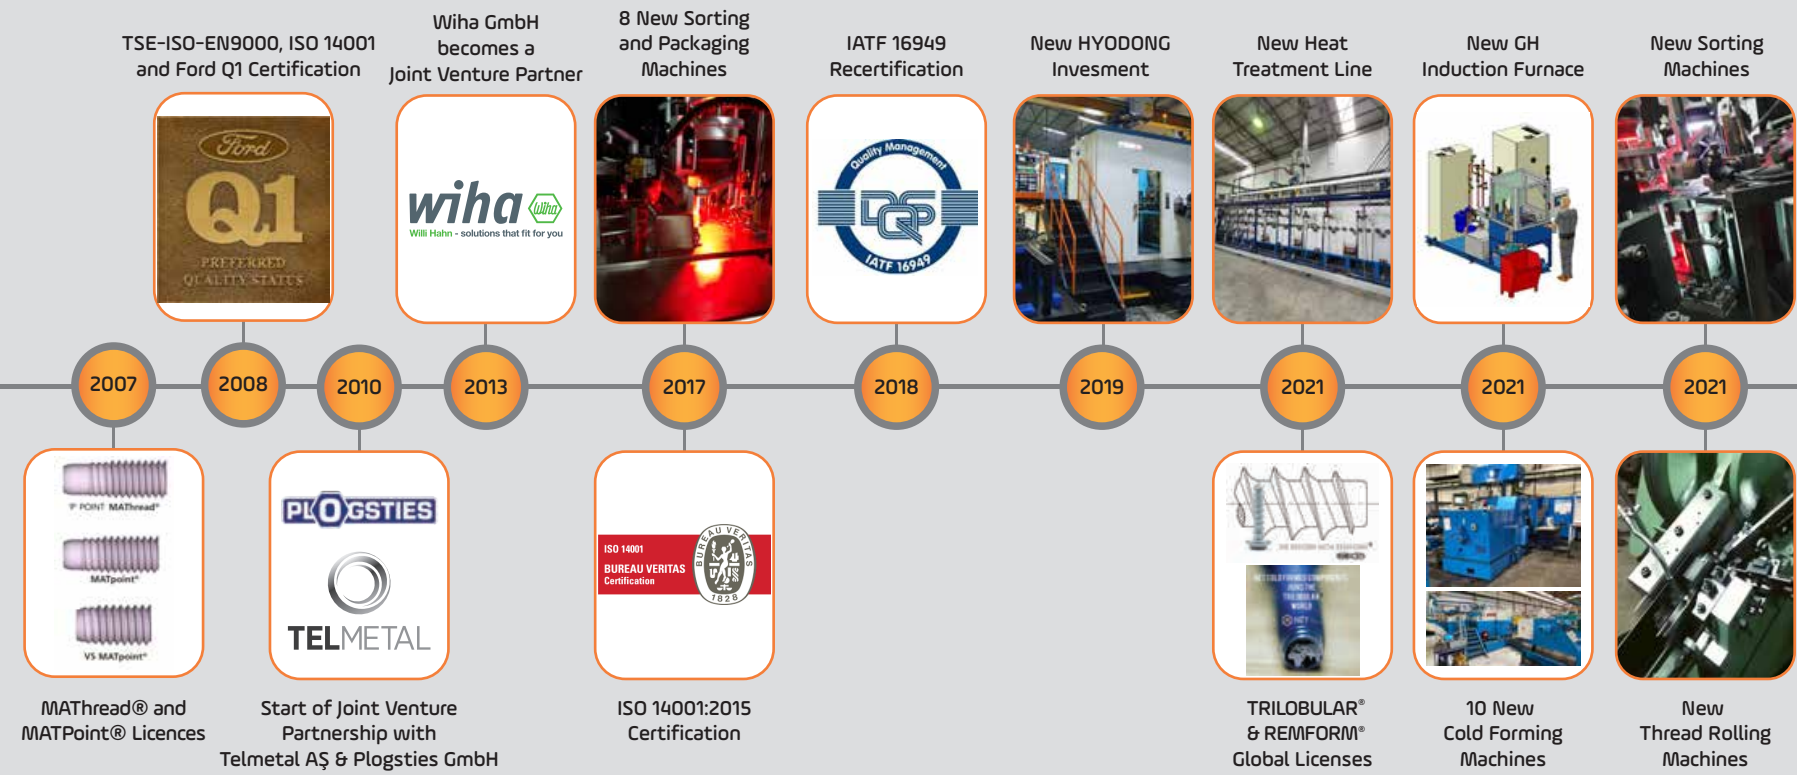 TSE-ISO-EN9000, ISO 14001
and Ford Q1 Certification
Wiha GmbH
becomes a
Joint Venture Partner
8 New Sorting
and Packaging
Machines
IATF 16949
Recertification
New HYODONG
Invesment
New Heat
Treatment Line
New GH
Induction Furnace
New Sorting
Machines
Ford
Q1
PREFERRED
QUALITY STATUS
wiha
Wiha
Willi Hahn - solutions that fit for you
Quality Management
DQS
IATF 16949
2007
2008
2010
2013
2017
2018
2019
2021
2021
2021
'P' POINT MAThread®
MATpoint®
VS MATpoint®
PLOGSTIES
TELMETAL
ISO 14001
BUREAU VERITAS
Certification
BUREAU VERITAS
1828
WORLD
MAThread® and
MATPoint® Licences
Start of Joint Venture
Partnership with
Telmetal AŞ & Plogsties GmbH
ISO 14001:2015
Certification
TRILOBULAR®
& REMFORM®
Global Licenses
10 New
Cold Forming
Machines
New
Thread Rolling
Machines